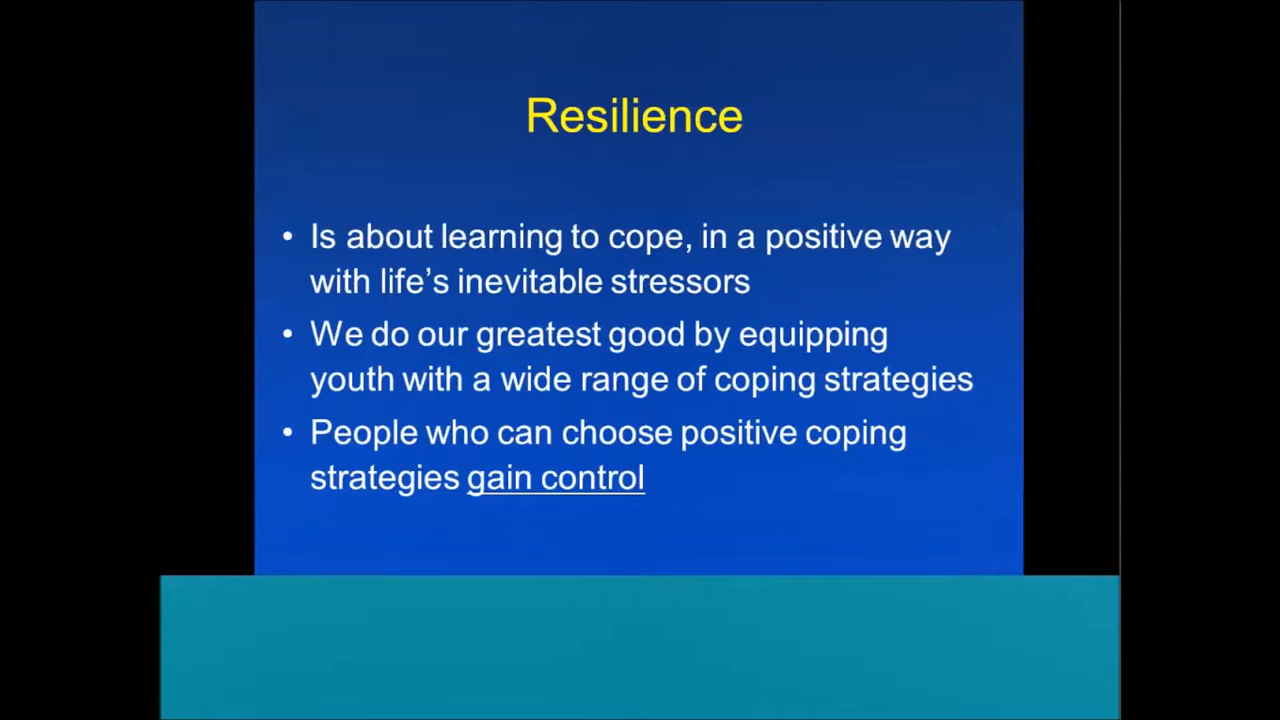 Resilience
• Is about learning to cope, in a positive way
with life’s inevitable stressors
• We do our greatest good by equipping
youth with a wide range of coping strategies
• People who can choose positive coping
strategies gain control